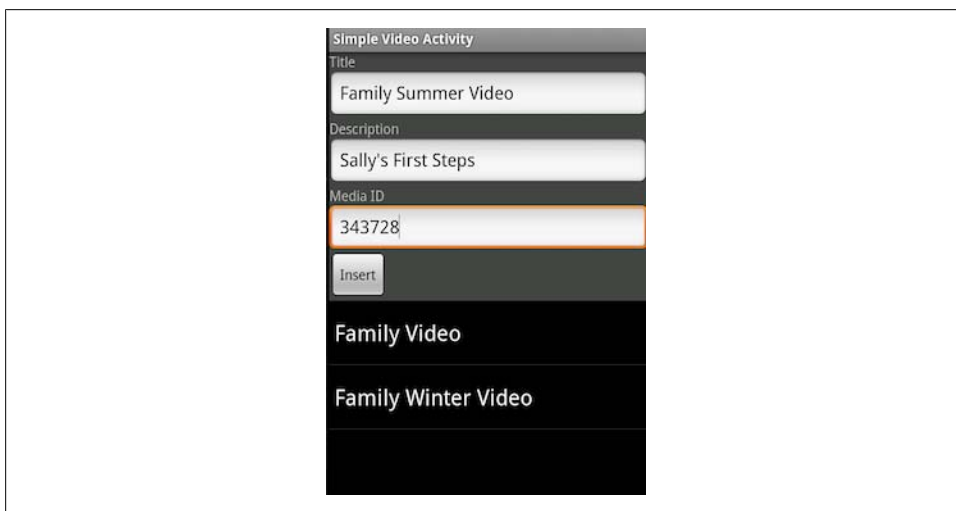 Simple Video Activity
Title
Family Summer Video
Description
Sally's First Steps
Media ID
343728
Insert
Family Video
Family Winter Video